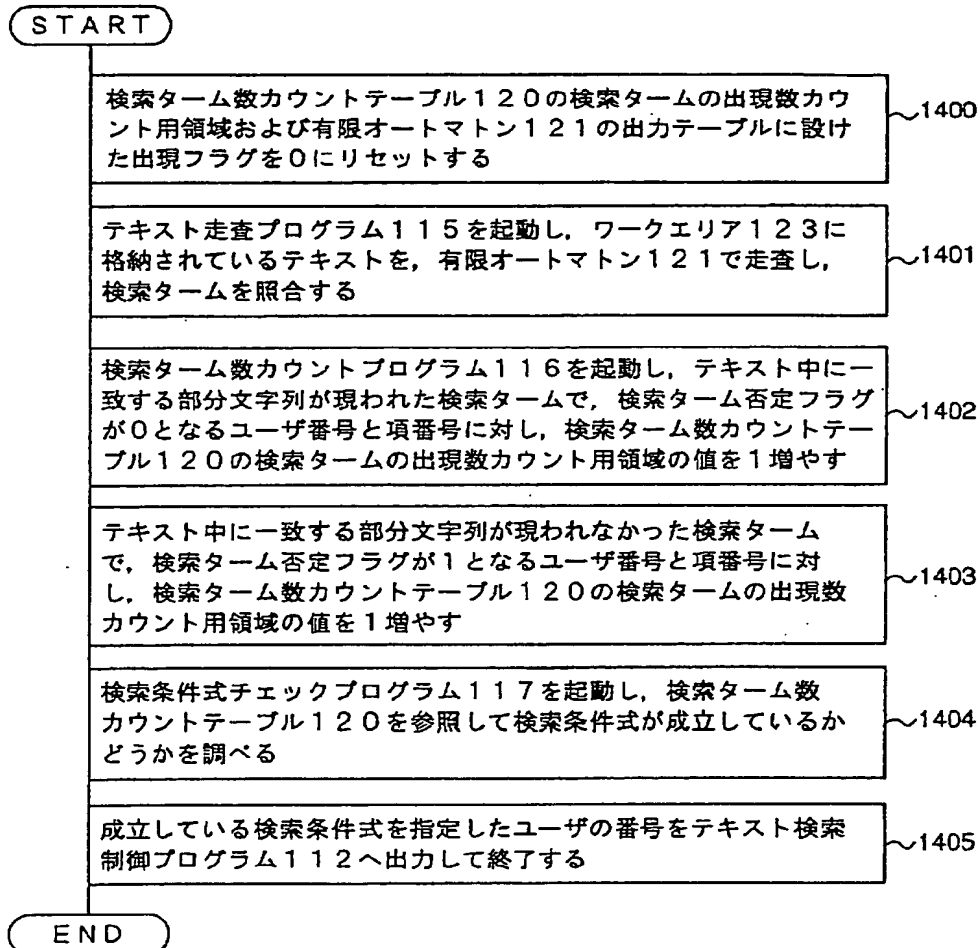 START
検索ターム数カウントテーブル120の検索タームの出現数カウ
ント用領域および有限オートマトン121の出力テーブルに設け
た出現フラグを0にリセットする
1400
テキスト走査プログラム115を起動し，ワークエリア123に
格納されているテキストを，有限オートマトン121で走査し，
検索タームを照合する
1401
検索ターム数カウントプログラム116を起動し，テキスト中に一
致する部分文字列が現われた検索タームで，検索ターム否定フラグ
が0となるユーザ番号と項番号に対し，検索ターム数カウントテー
ブル120の検索タームの出現数カウント用領域の値を1増やす
1402
テキスト中に一致する部分文字列が現われなかった検索ターム
で，検索ターム否定フラグが1となるユーザ番号と項番号に対
し，検索ターム数カウントテーブル120の検索タームの出現数
カウント用領域の値を1増やす
1403
検索条件式チェックプログラム117を起動し，検索ターム数
カウントテーブル120を参照して検索条件式が成立しているか
どうかを調べる
1404
成立している検索条件式を指定したユーザの番号をテキスト検索
制御プログラム112へ出力して終了する
1405
END